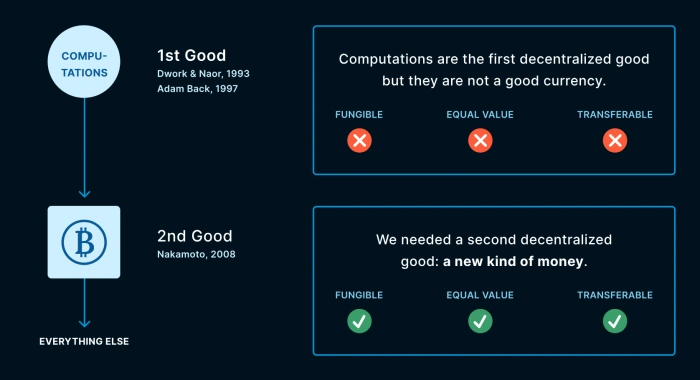 COMPU-
TATIONS
1st Good
Dwork & Naor, 1993
Adam Back, 1997
Computations are the first decentralized good
but they are not a good currency.
FUNGIBLE
EQUAL VALUE
TRANSFERABLE
2nd Good
Nakamoto, 2008
We needed a second decentralized
good: a new kind of money.
FUNGIBLE
EQUAL VALUE
TRANSFERABLE
EVERYTHING ELSE